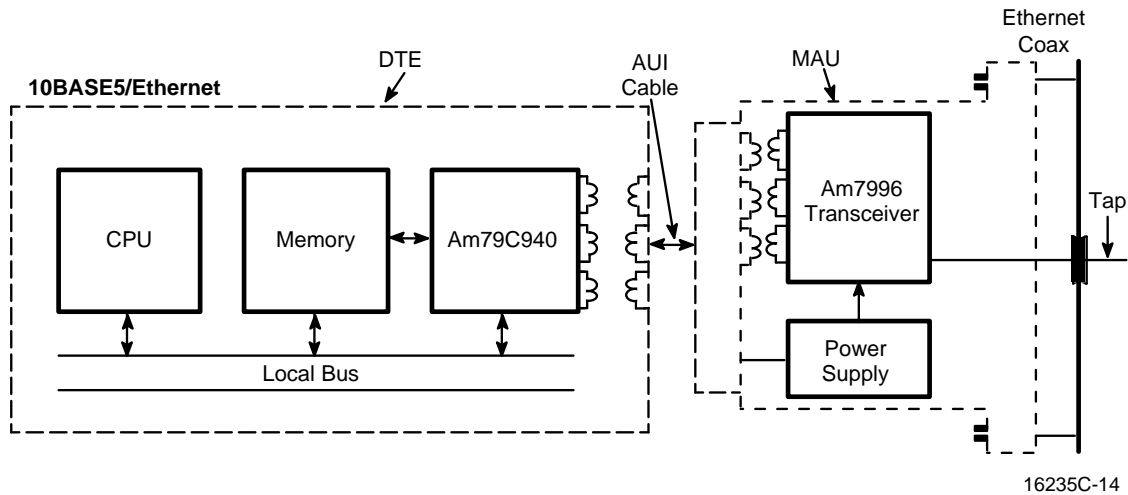 Ethernet
Coax
DTE
AUI
Cable
MAU
10BASE5/Ethernet
CPU
Memory
Am79C940
Am7996
Transceiver
Tap
Power
Supply
Local Bus
16235C-14